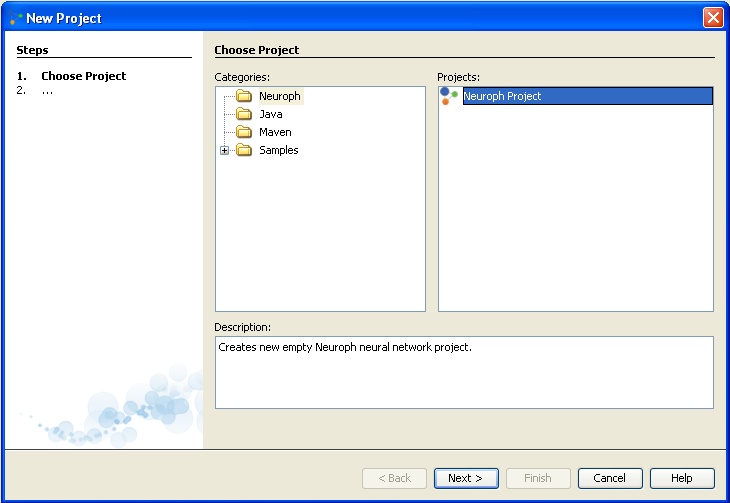 New Project
Steps
1. Choose Project
2. ...
Choose Project
Categories:
Neuroph
Java
Maven
Samples
Projects:
Neuroph Project
Description:
Creates new empty Neuroph neural network project.
< Back
Next >
Finish
Cancel
Help